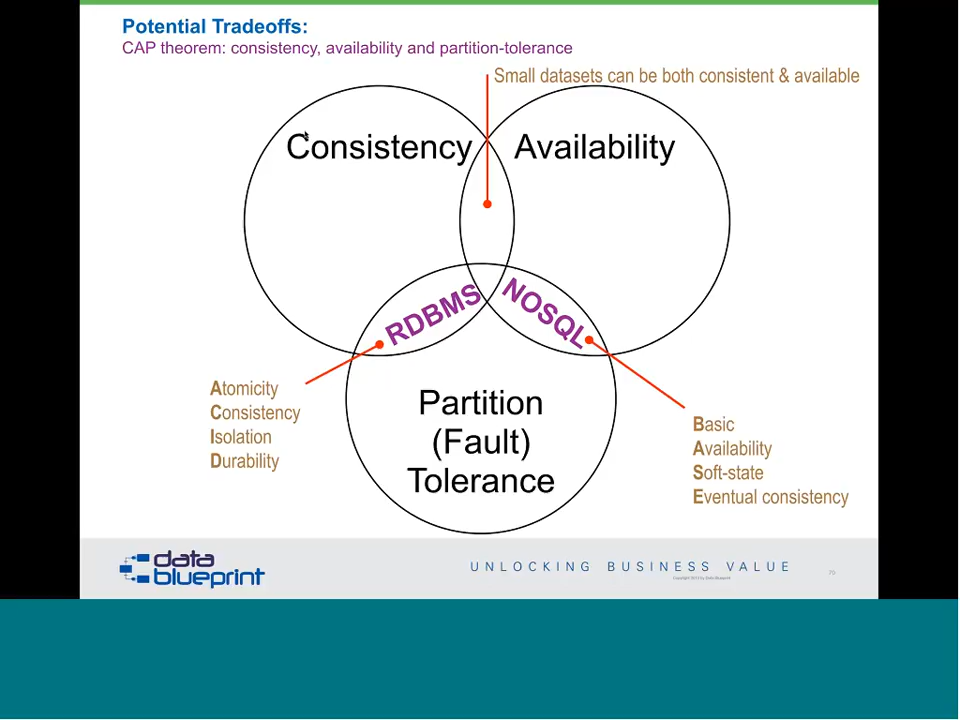 Potential Tradeoffs:
CAP theorem: consistency, availability and partition-tolerance
Small datasets can be both consistent & available
Consistency
Availability
RDBMS
NOSQL
Partition
(Fault)
Tolerance
Atomicity
Consistency
Isolation
Durability
Basic
Availability
Soft-state
Eventual consistency
data
blueprint
UNLOCKING BUSINESS VALUE